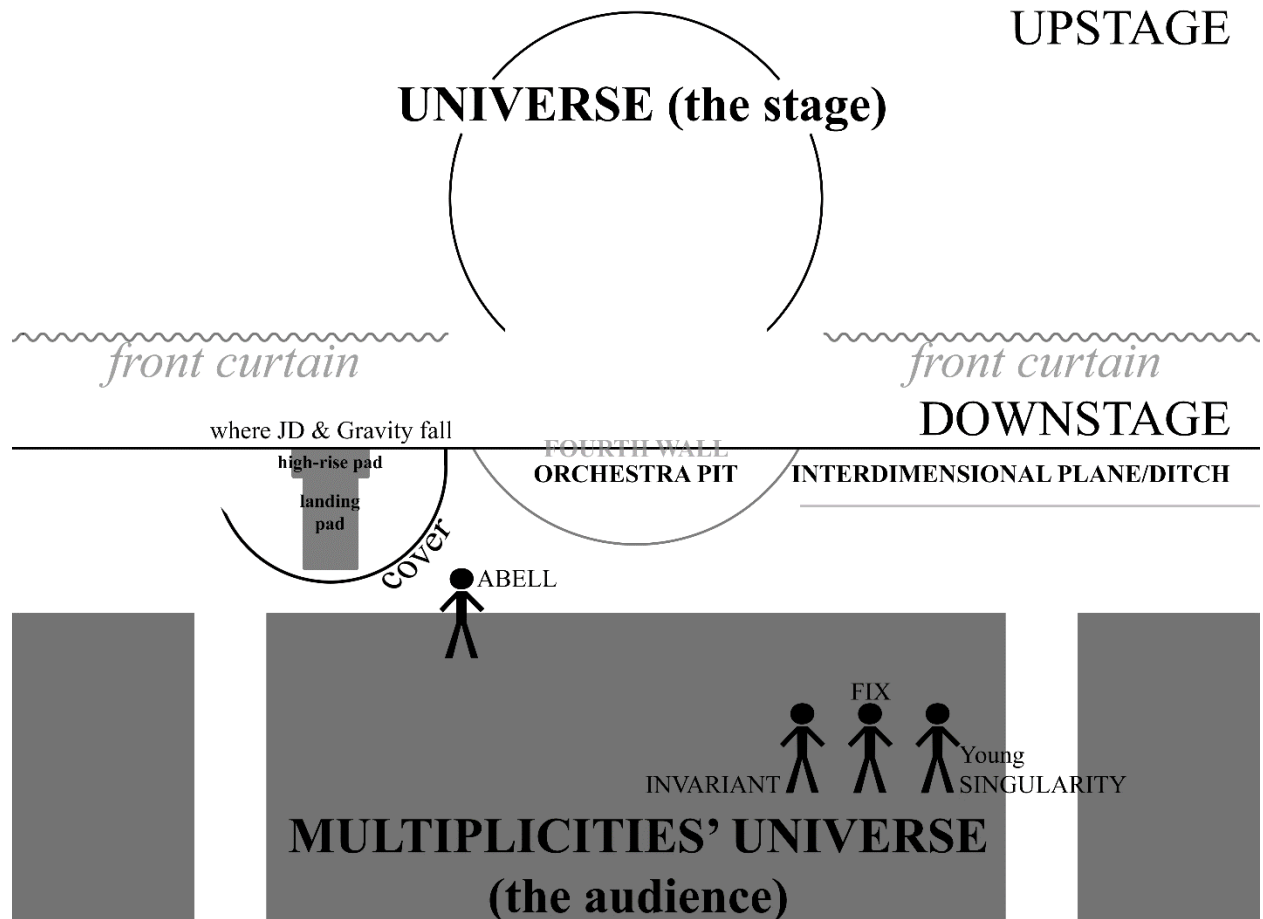 UPSTAGE
UNIVERSE (the stage)
front curtain
front curtain
DOWNSTAGE
where JD & Gravity fall
FOURTH WALL
high-rise pad
ORCHESTRA PIT
INTERDIMENSIONAL PLANE/DITCH
landing
pad
cover
ABELL
FIX
Young
INVARIANT
SINGULARITY
MULTIPLICITIES’ UNIVERSE
(the audience)